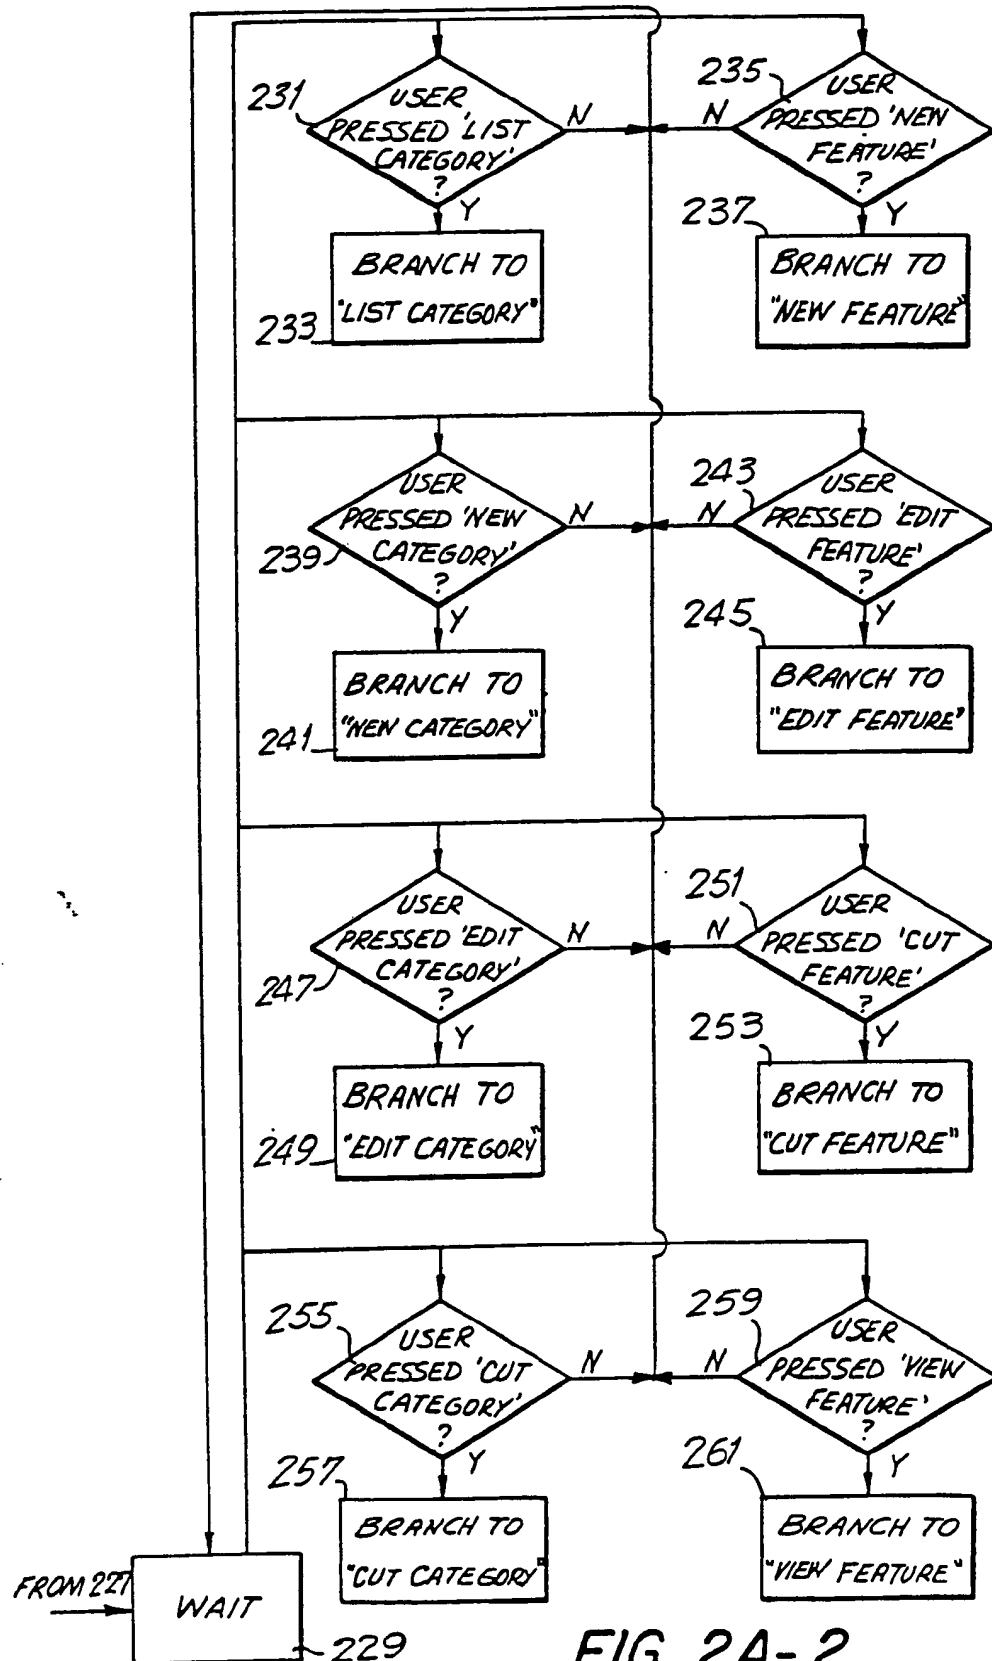 231
USER
PRESSED 'LIST
CATEGORY'
?
N
Y
235
USER
PRESSED 'NEW
FEATURE'
?
N
Y
BRANCH TO
"LIST CATEGORY"
233
237
BRANCH TO
"NEW FEATURE"
USER
PRESSED 'NEW
CATEGORY'
?
239
N
Y
243
USER
PRESSED 'EDIT
FEATURE'
?
N
Y
BRANCH TO
"NEW CATEGORY"
241
245
BRANCH TO
"EDIT FEATURE"
USER
PRESSED 'EDIT
CATEGORY'
?
247
N
Y
251
USER
PRESSED 'CUT
FEATURE'
?
N
Y
BRANCH TO
"EDIT CATEGORY"
249
253
BRANCH TO
"CUT FEATURE"
255
USER
PRESSED 'CUT
CATEGORY'
?
N
Y
259
USER
PRESSED 'VIEW
FEATURE'
?
N
Y
257
BRANCH TO
"CUT CATEGORY"
261
BRANCH TO
"VIEW FEATURE"
FROM 227
WAIT
229
FIG. 2A-2